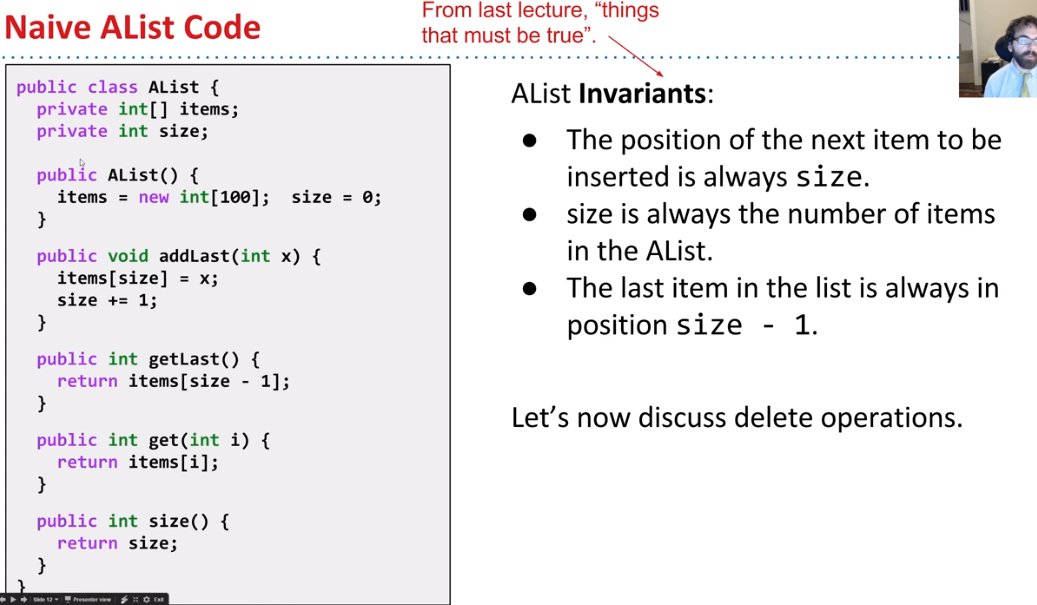 Naive AList Code
From last lecture, “things
that must be true”.
public class AList {
private int[] items;
private int size;
public AList() {
items = new int[100];  size = 0;
}
public void addLast(int x) {
items[size] = x;
size += 1;
}
public int getLast() {
return items[size - 1];
}
public int get(int i) {
return items[i];
}
public int size() {
return size;
}
}
AList Invariants:
● The position of the next item to be
inserted is always size.
● size is always the number of items
in the AList.
● The last item in the list is always in
position size - 1.
Let’s now discuss delete operations.
Slide 12 Presenter view Exit